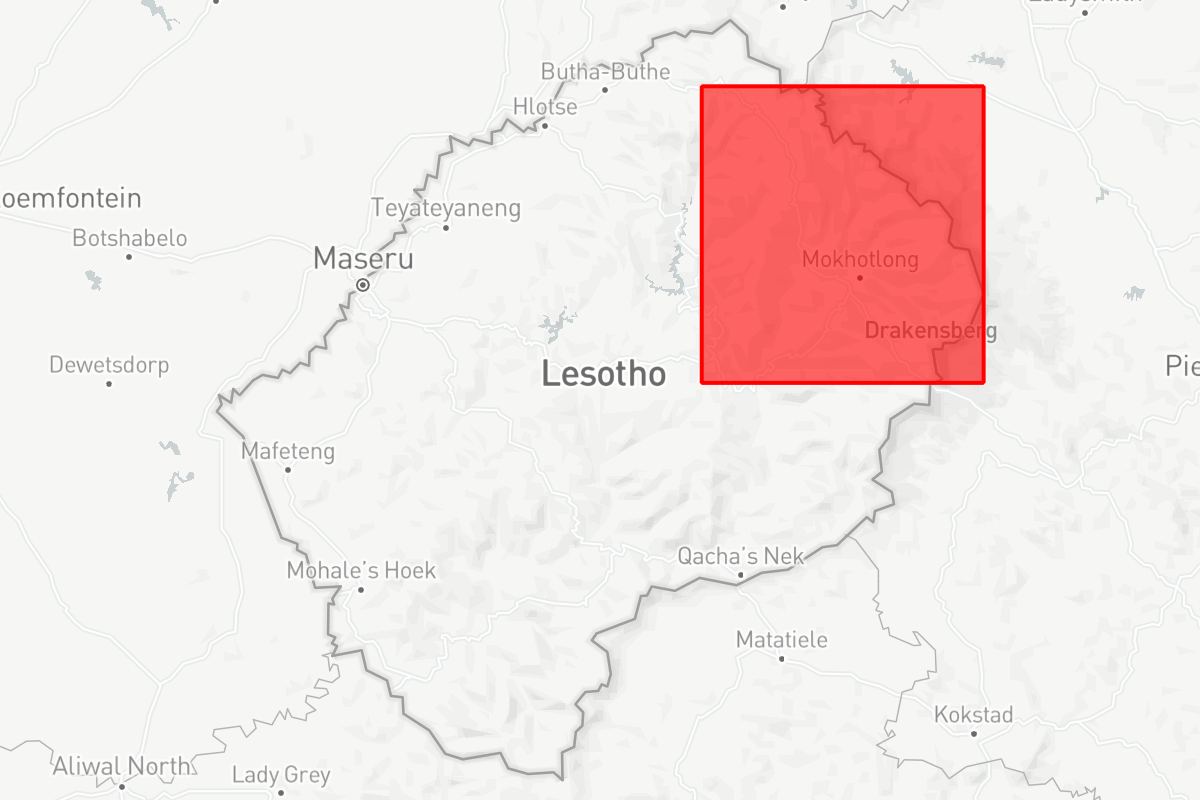 Ladysmith
Butha-Buthe
Hlotse
oemfontein
Teyateyaneng
Botshabelo
Maseru
Mokhotlong
Drakensberg
Dewetsdorp
Lesotho
Pie
Mafeteng
Qacha's Nek
Mohale's Hoek
Matatiele
Kokstad
Aliwal North
Lady Grey